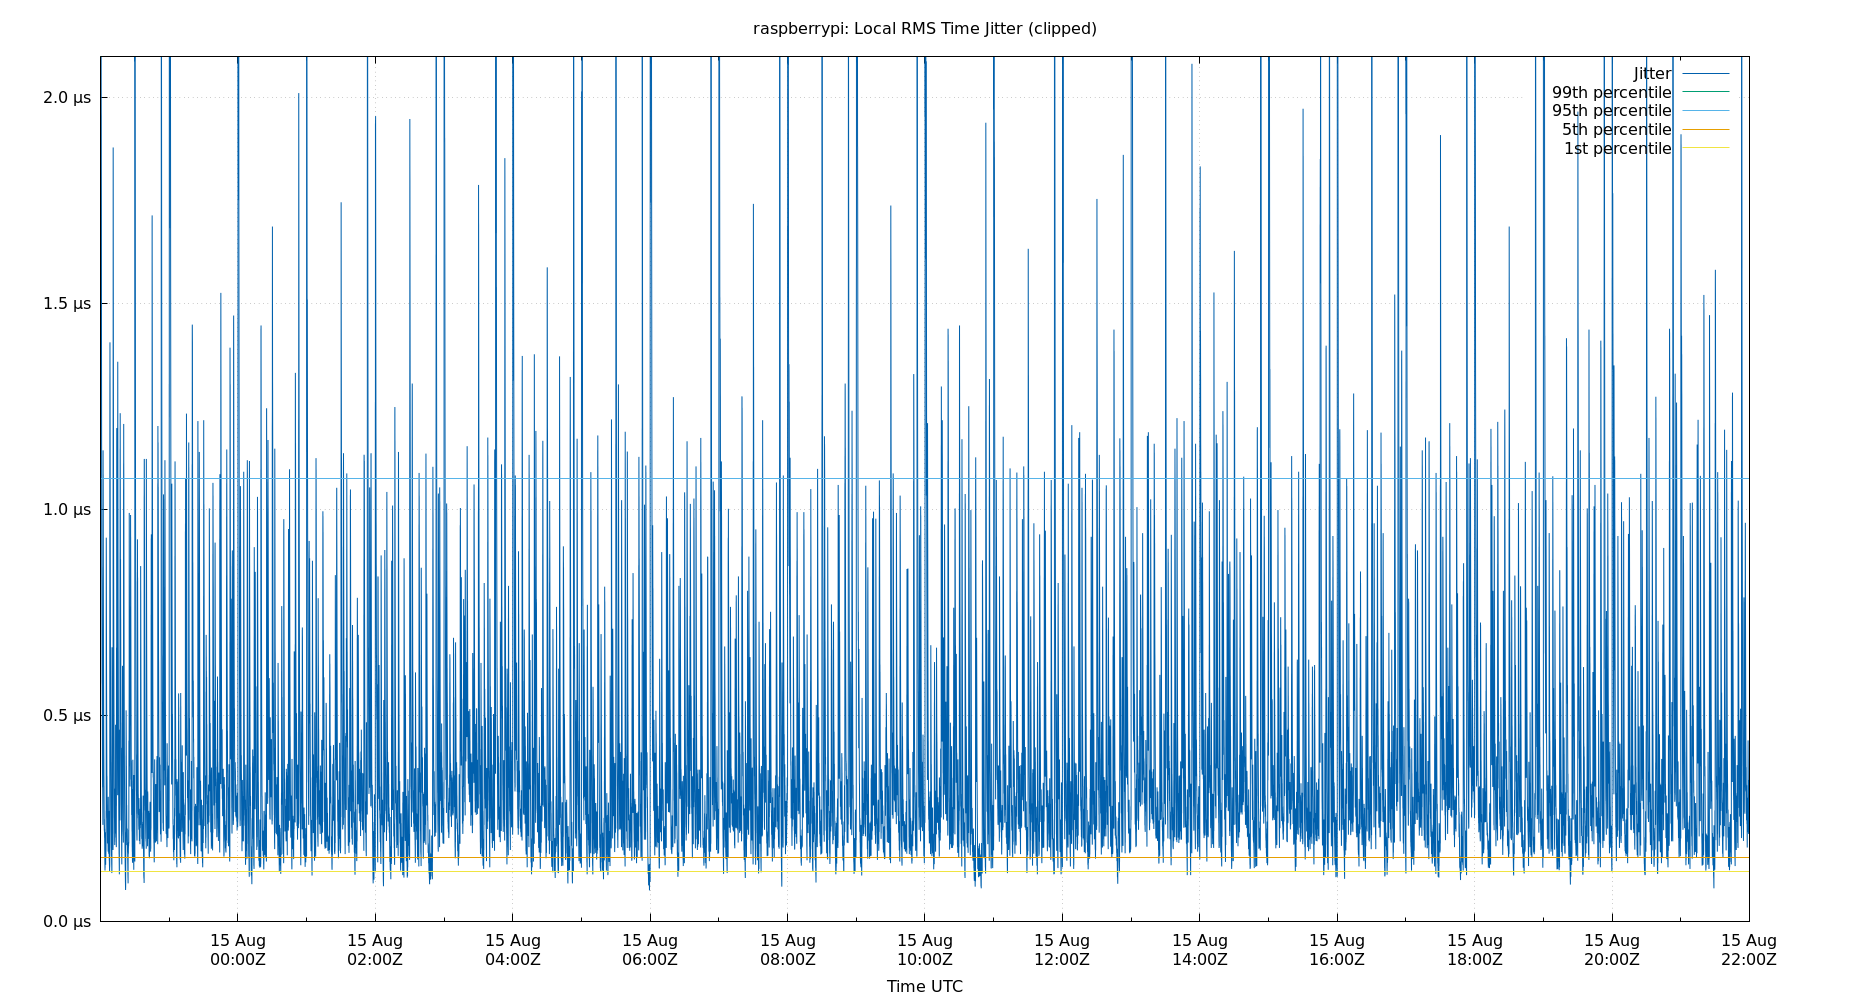 raspberrypi: Local RMS Time Jitter (clipped)
Jitter
99th percentile
95th percentile
5th percentile
1st percentile
2.0 µs
1.5 µs
1.0 µs
0.5 µs
0.0 µs
15 Aug 15 Aug 15 Aug 15 Aug 15 Aug 15 Aug 15 Aug 15 Aug 15 Aug 15 Aug 15 Aug 15 Aug
00:00Z 02:00Z 04:00Z 06:00Z 08:00Z 10:00Z 12:00Z 14:00Z 16:00Z 18:00Z 20:00Z 22:00Z
Time UTC